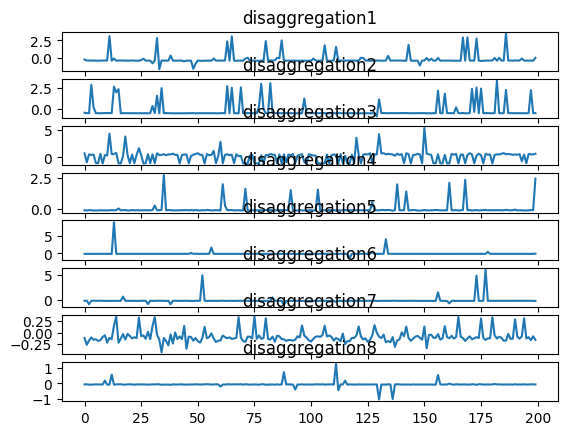 disaggregation1
2.5
0.0
disaggregation2
2.5
0.0
disaggregation3
5
0
disaggregation4
2.5
0.0
disaggregation5
5
0
disaggregation6
5
0
disaggregation7
0.25
0.00
−0.25
disaggregation8
1
0
−1
0 25 50 75 100 125 150 175 200